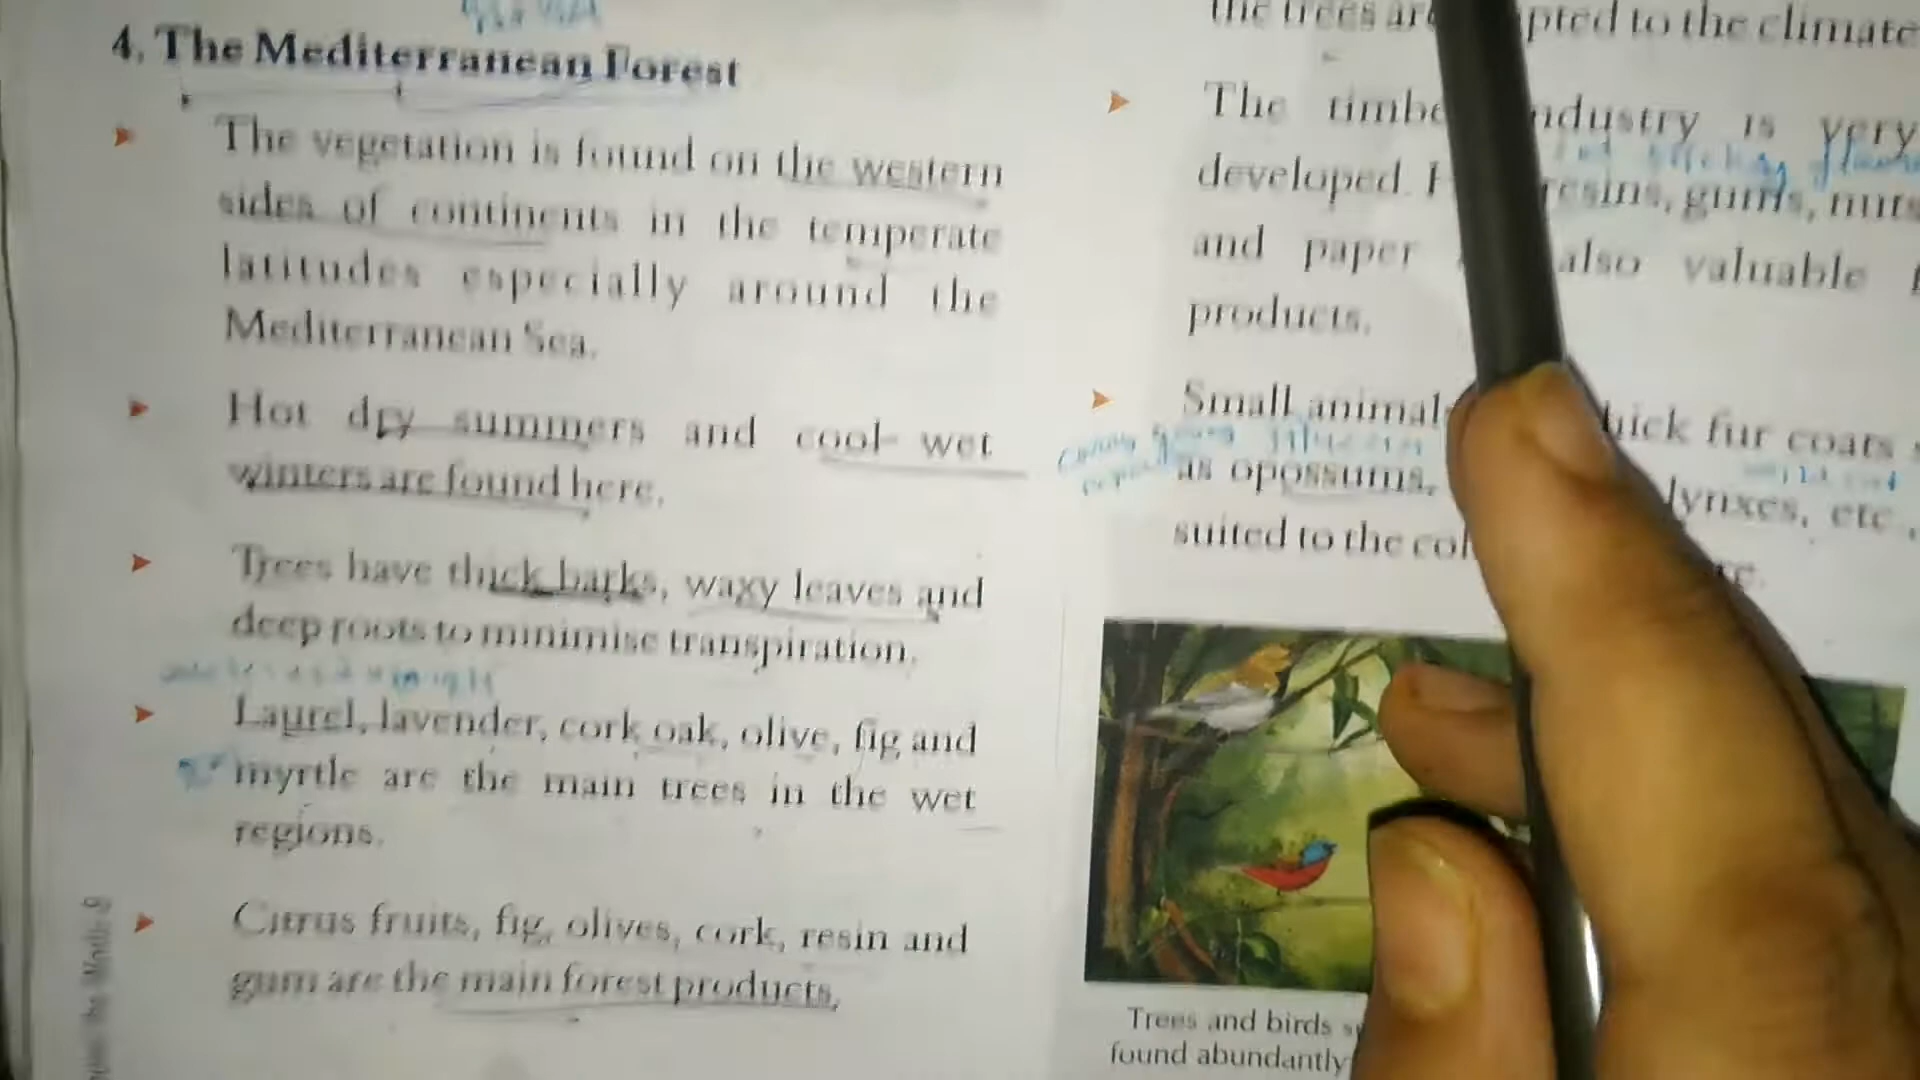 4. The Mediterranean Forest
The vegetation is found on the western
sides of continents in the temperate
latitudes especially around the
Mediterranean Sea.
Hot dry summers and cool- wet
winters are found here.
Trees have thick barks, waxy leaves and
deep roots to minimise transpiration.
Laurel, lavender, cork oak, olive, fig and
myrtle are the main trees in the wet
regions.
Citrus fruits, fig, olives, cork, resin and
gum are the main forest products.
the trees are pted to the climate
The timbe ndustry is very
developed. resins, gums, nuts
and paper also valuable
products.
Small animal hick fur coats
as opossums, lynxes, etc.,
suited to the
Trees and birds
found abundantly